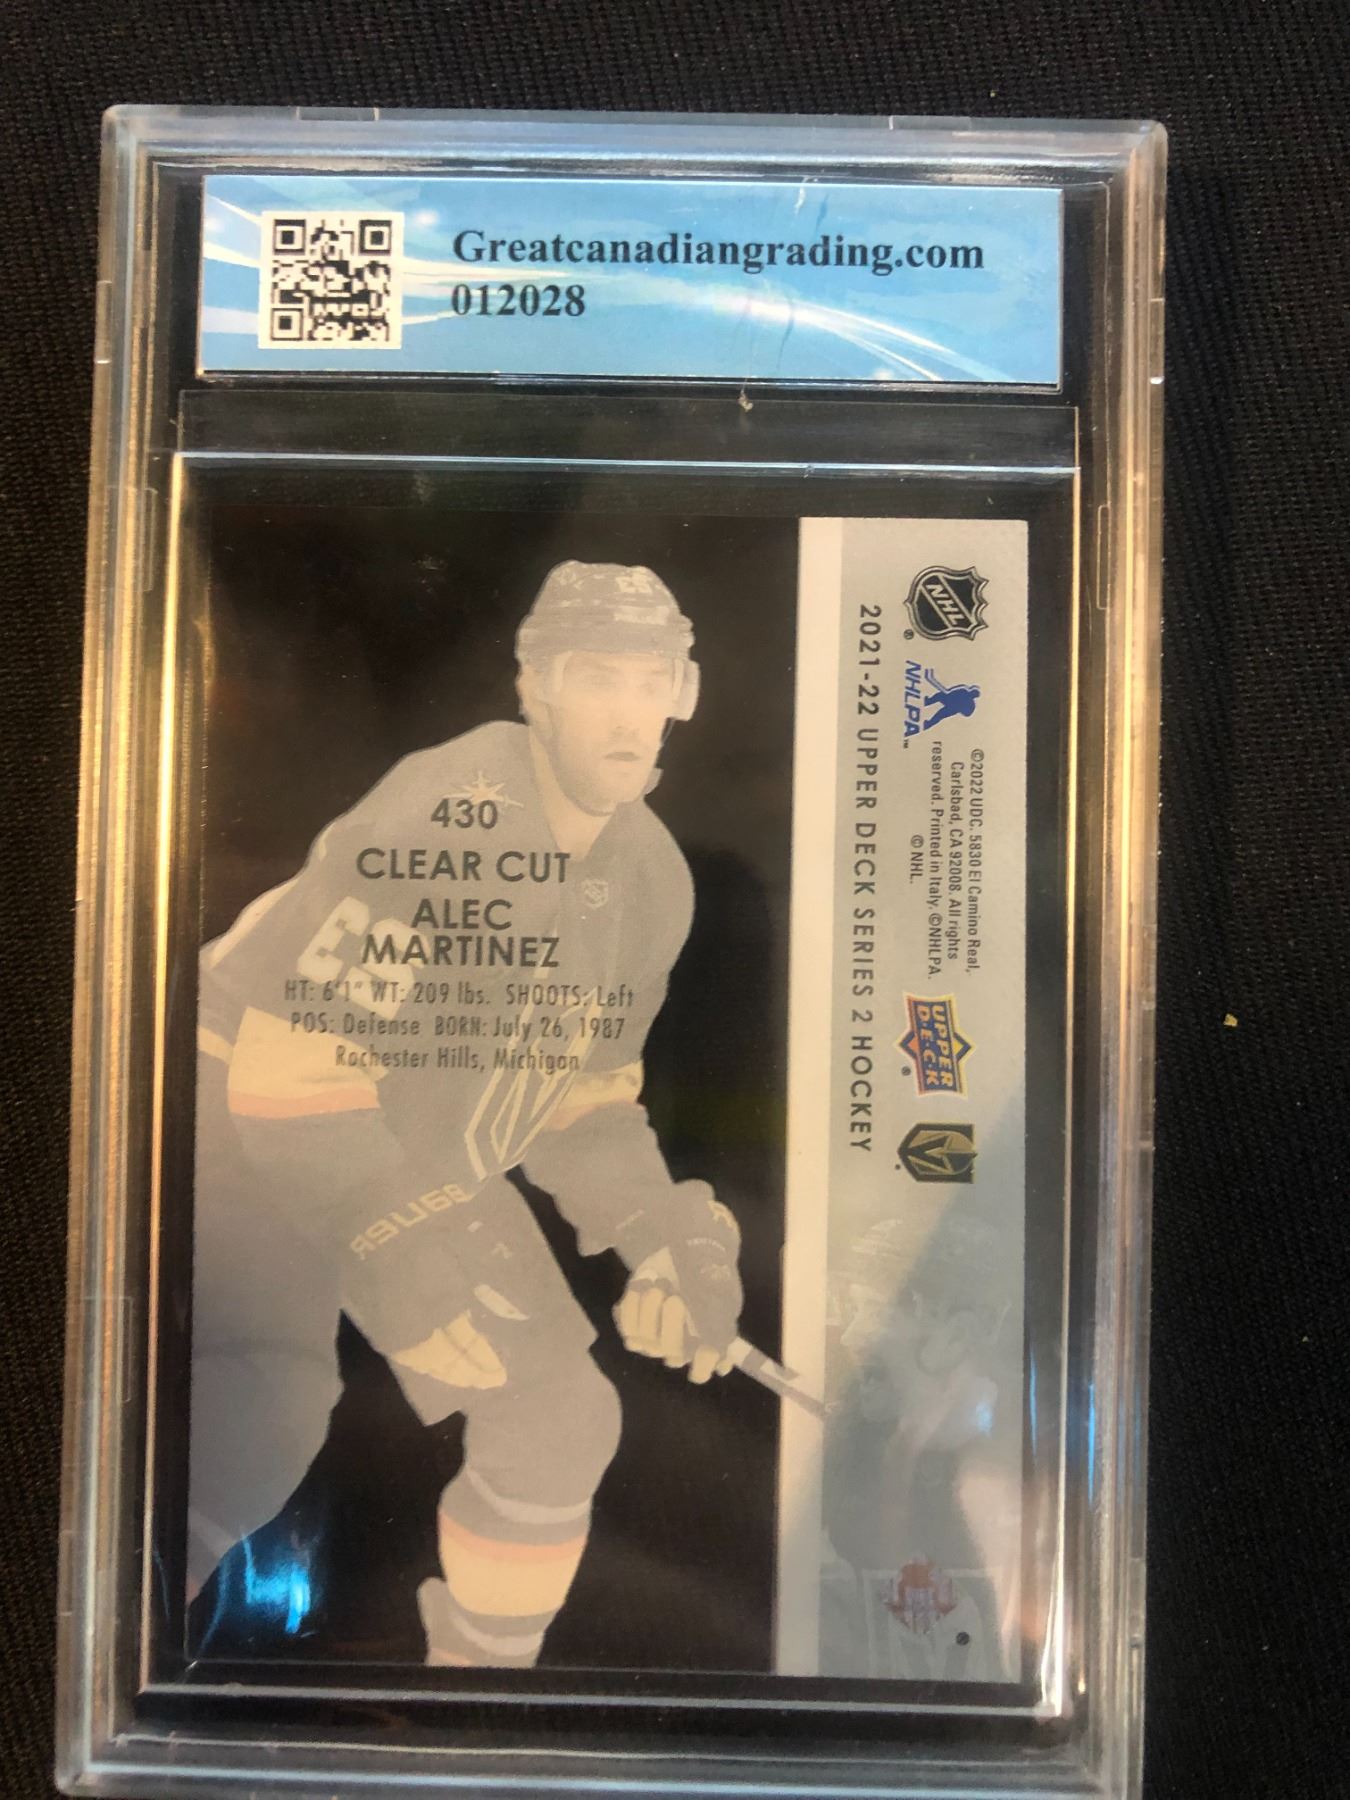 Greatcanadiangrading.com
012028
430
CLEAR CUT
ALEC
MARTINEZ
HT: 6'1" WT: 209 lbs. SHOOTS: Left
POS: Defense BORN: July 26, 1987
Rochester Hills, Michigan
2021-22 UPPER DECK SERIES 2 HOCKEY
NHL
®
NHLPA™
©2022 UDC. 5830 El Camino Real,
Carlsbad, CA 92008. All rights
reserved. Printed in Italy. ©NHLPA.
© NHL.
UPPER
DECK
®